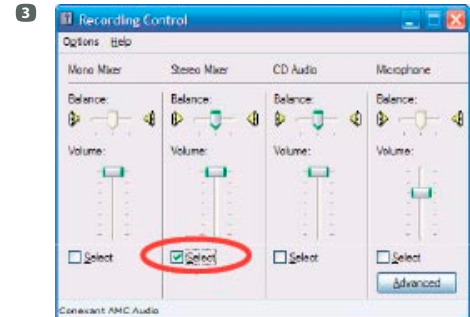 3
Recording Control
Options Help
Mono Mixer Stereo Mixer CD Audio Microphone
Balance: Balance: Balance: Balance:
Volume: Volume: Volume: Volume:
Select Select Select Select
Advanced
Conexant AMC Audio